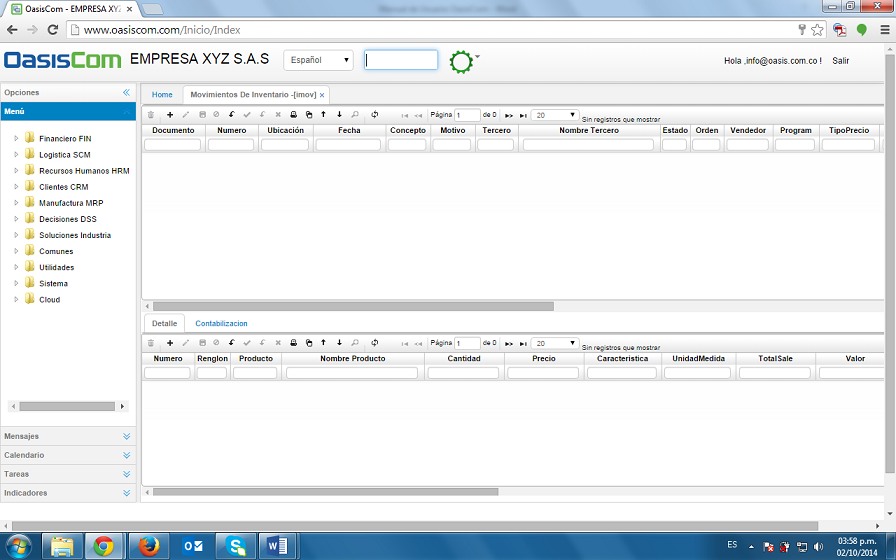 OasisCom - EMPRESA XYZ
www.oasiscom.com/Inicio/Index
OasisCom EMPRESA XYZ S.A.S Español Hola ,info@oasis.com.co ! Salir
Opciones
Menú
Financiero FIN
Logistica SCM
Recursos Humanos HRM
Clientes CRM
Manufactura MRP
Decisiones DSS
Soluciones Industria
Comunes
Utilidades
Sistema
Cloud
Mensajes
Calendario
Tareas
Indicadores
Home Movimientos De Inventario -[imov] x
Página 1 de 0 20 Sin registros que mostrar
Documento Numero Ubicación Fecha Concepto Motivo Tercero Nombre Tercero Estado Orden Vendedor Program TipoPrecio
Detalle Contabilizacion
Página 1 de 0 20 Sin registros que mostrar
Numero Renglon Producto Nombre Producto Cantidad Precio Caracteristica UnidadMedida TotalSale Valor
ES 03:58 p.m.
02/10/2014